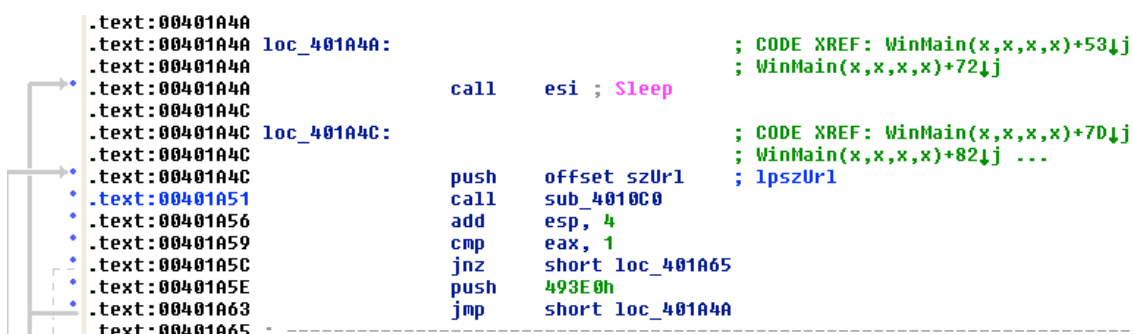 .text:00401A4A
.text:00401A4A loc_401A4A: ; CODE XREF: WinMain(x,x,x,x)+53↓j
.text:00401A4A ; WinMain(x,x,x,x)+72↓j
.text:00401A4A call esi ; Sleep
.text:00401A4C
.text:00401A4C loc_401A4C: ; CODE XREF: WinMain(x,x,x,x)+7D↓j
.text:00401A4C ; WinMain(x,x,x,x)+82↓j ...
.text:00401A4C push offset szUrl ; lpszUrl
.text:00401A51 call sub_4010C0
.text:00401A56 add esp, 4
.text:00401A59 cmp eax, 1
.text:00401A5C jnz short loc_401A65
.text:00401A5E push 493E0h
.text:00401A63 jmp short loc_401A4A
.text:00401A65 ; ---------------------------------------------------------------------------